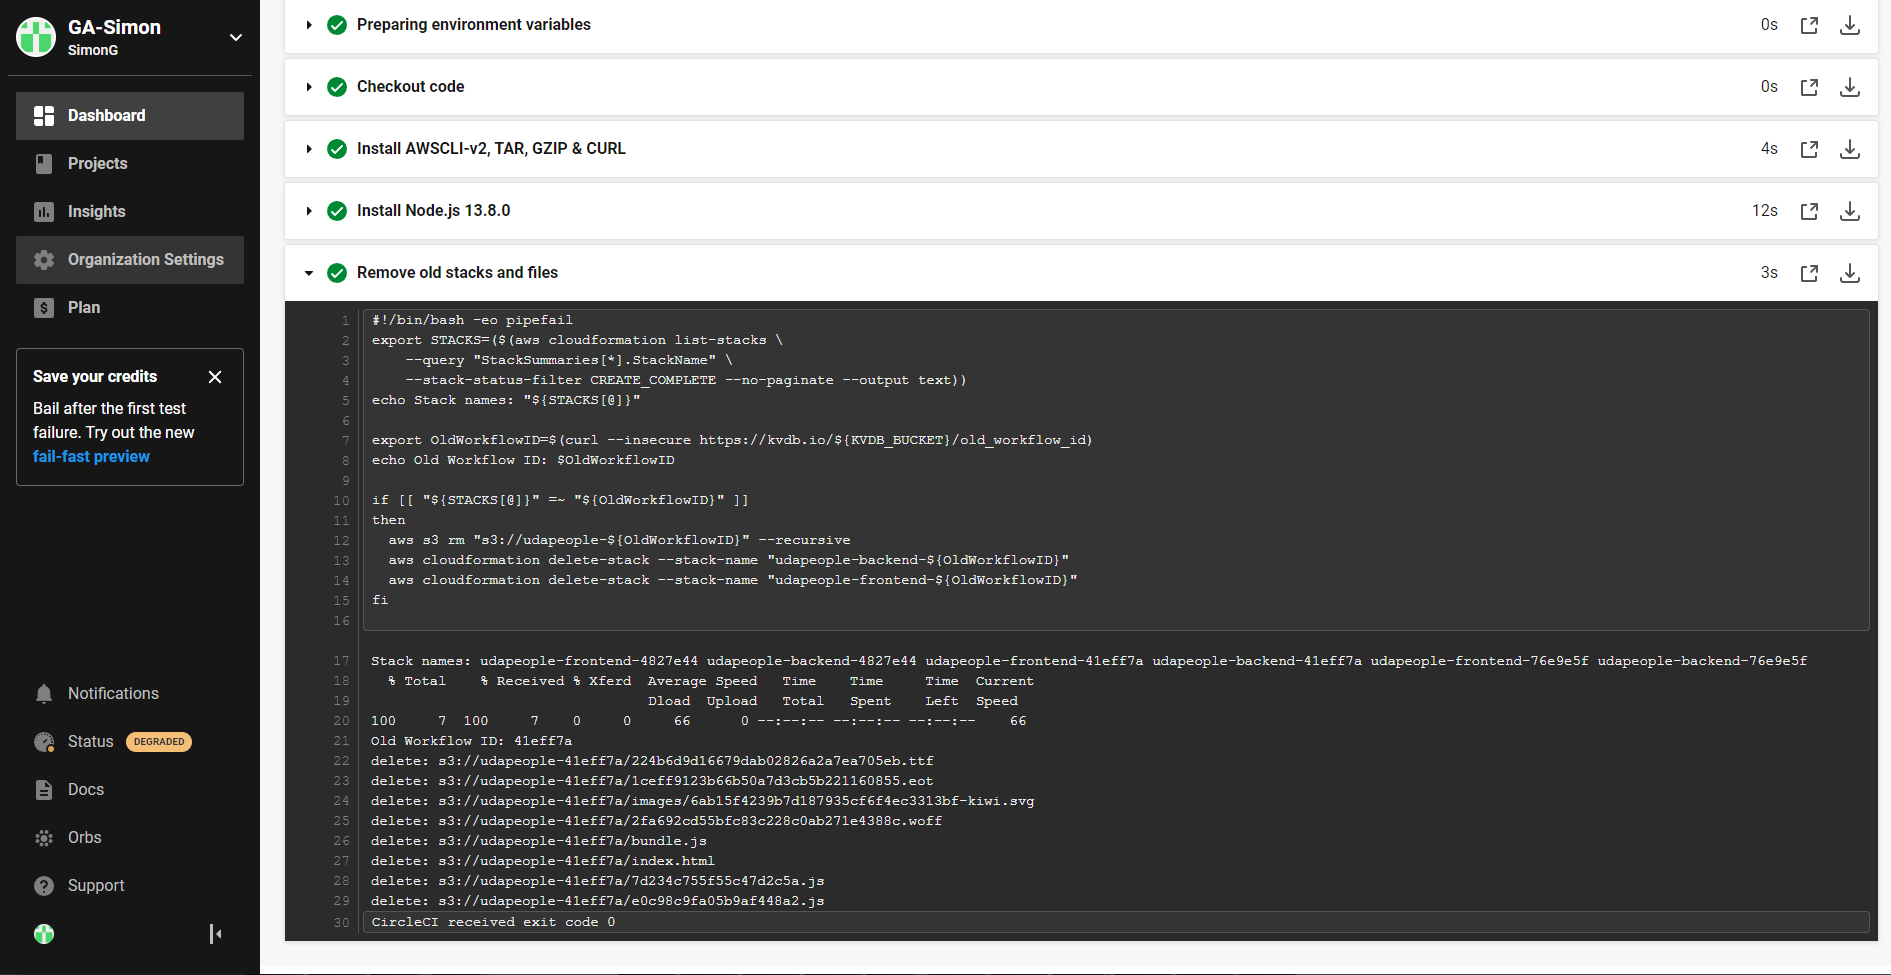 GA-Simon
SimonG
Dashboard
Projects
Insights
Organization Settings
Plan
Save your credits
Bail after the first test
failure. Try out the new
fail-fast preview
Notifications
Status DEGRADED
Docs
Orbs
Support
Preparing environment variables 0s
Checkout code 0s
Install AWSCLI-v2, TAR, GZIP & CURL 4s
Install Node.js 13.8.0 12s
Remove old stacks and files 3s
1 #!/bin/bash -eo pipefail
2 export STACKS=($(aws cloudformation list-stacks \
3     --query "StackSummaries[*].StackName" \
4     --stack-status-filter CREATE_COMPLETE --no-paginate --output text))
5 echo Stack names: "${STACKS[@]}"
6
7 export OldWorkflowID=$(curl --insecure https://kvdb.io/${KVDB_BUCKET}/old_workflow_id)
8 echo Old Workflow ID: $OldWorkflowID
9
10 if [[ "${STACKS[@]}" =~ "${OldWorkflowID}" ]]
11 then
12   aws s3 rm "s3://udapeople-${OldWorkflowID}" --recursive
13   aws cloudformation delete-stack --stack-name "udapeople-backend-${OldWorkflowID}"
14   aws cloudformation delete-stack --stack-name "udapeople-frontend-${OldWorkflowID}"
15 fi
16
17 Stack names: udapeople-frontend-4827e44 udapeople-backend-4827e44 udapeople-frontend-41eff7a udapeople-backend-41eff7a udapeople-frontend-76e9e5f udapeople-backend-76e9e5f
18   % Total    % Received % Xferd  Average Speed   Time    Time     Time  Current
19                                  Dload  Upload   Total   Spent    Left  Speed
20 100     7  100     7    0     0     66      0 --:--:-- --:--:-- --:--:--    66
21 Old Workflow ID: 41eff7a
22 delete: s3://udapeople-41eff7a/224b6d9d16679dab02826a2a7ea705eb.ttf
23 delete: s3://udapeople-41eff7a/1ceff9123b66b50a7d3cb5b221160855.eot
24 delete: s3://udapeople-41eff7a/images/6ab15f4239b7d187935cf6f4ec3313bf-kiwi.svg
25 delete: s3://udapeople-41eff7a/2fa692cd55bfc83c228c0ab271e4388c.woff
26 delete: s3://udapeople-41eff7a/bundle.js
27 delete: s3://udapeople-41eff7a/index.html
28 delete: s3://udapeople-41eff7a/7d234c755f55c47d2c5a.js
29 delete: s3://udapeople-41eff7a/e0c98c9fa05b9af448a2.js
30 CircleCI received exit code 0